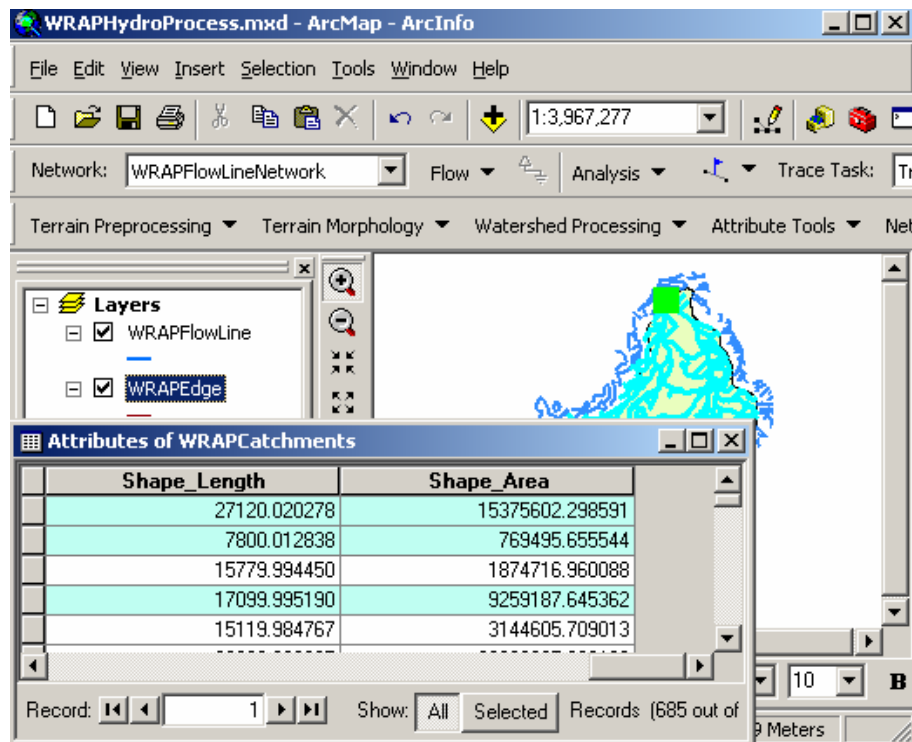 WRAPHydroProcess.mxd - ArcMap - ArcInfo
File Edit View Insert Selection Tools Window Help
1:3,967,277
Network: WRAPFlowLineNetwork Flow Analysis Trace Task: Tr
Terrain Preprocessing Terrain Morphology Watershed Processing Attribute Tools Net
Layers
WRAPFlowLine
WRAPEdge
Attributes of WRAPCatchments
Shape_Length Shape_Area
27120.020278 15375602.298591
7800.012838 769495.655544
15779.994450 1874716.960088
17099.995190 9259187.645362
15119.984767 3144605.709013
10 B
Record: 1 Show: All Selected Records (685 out of
9 Meters